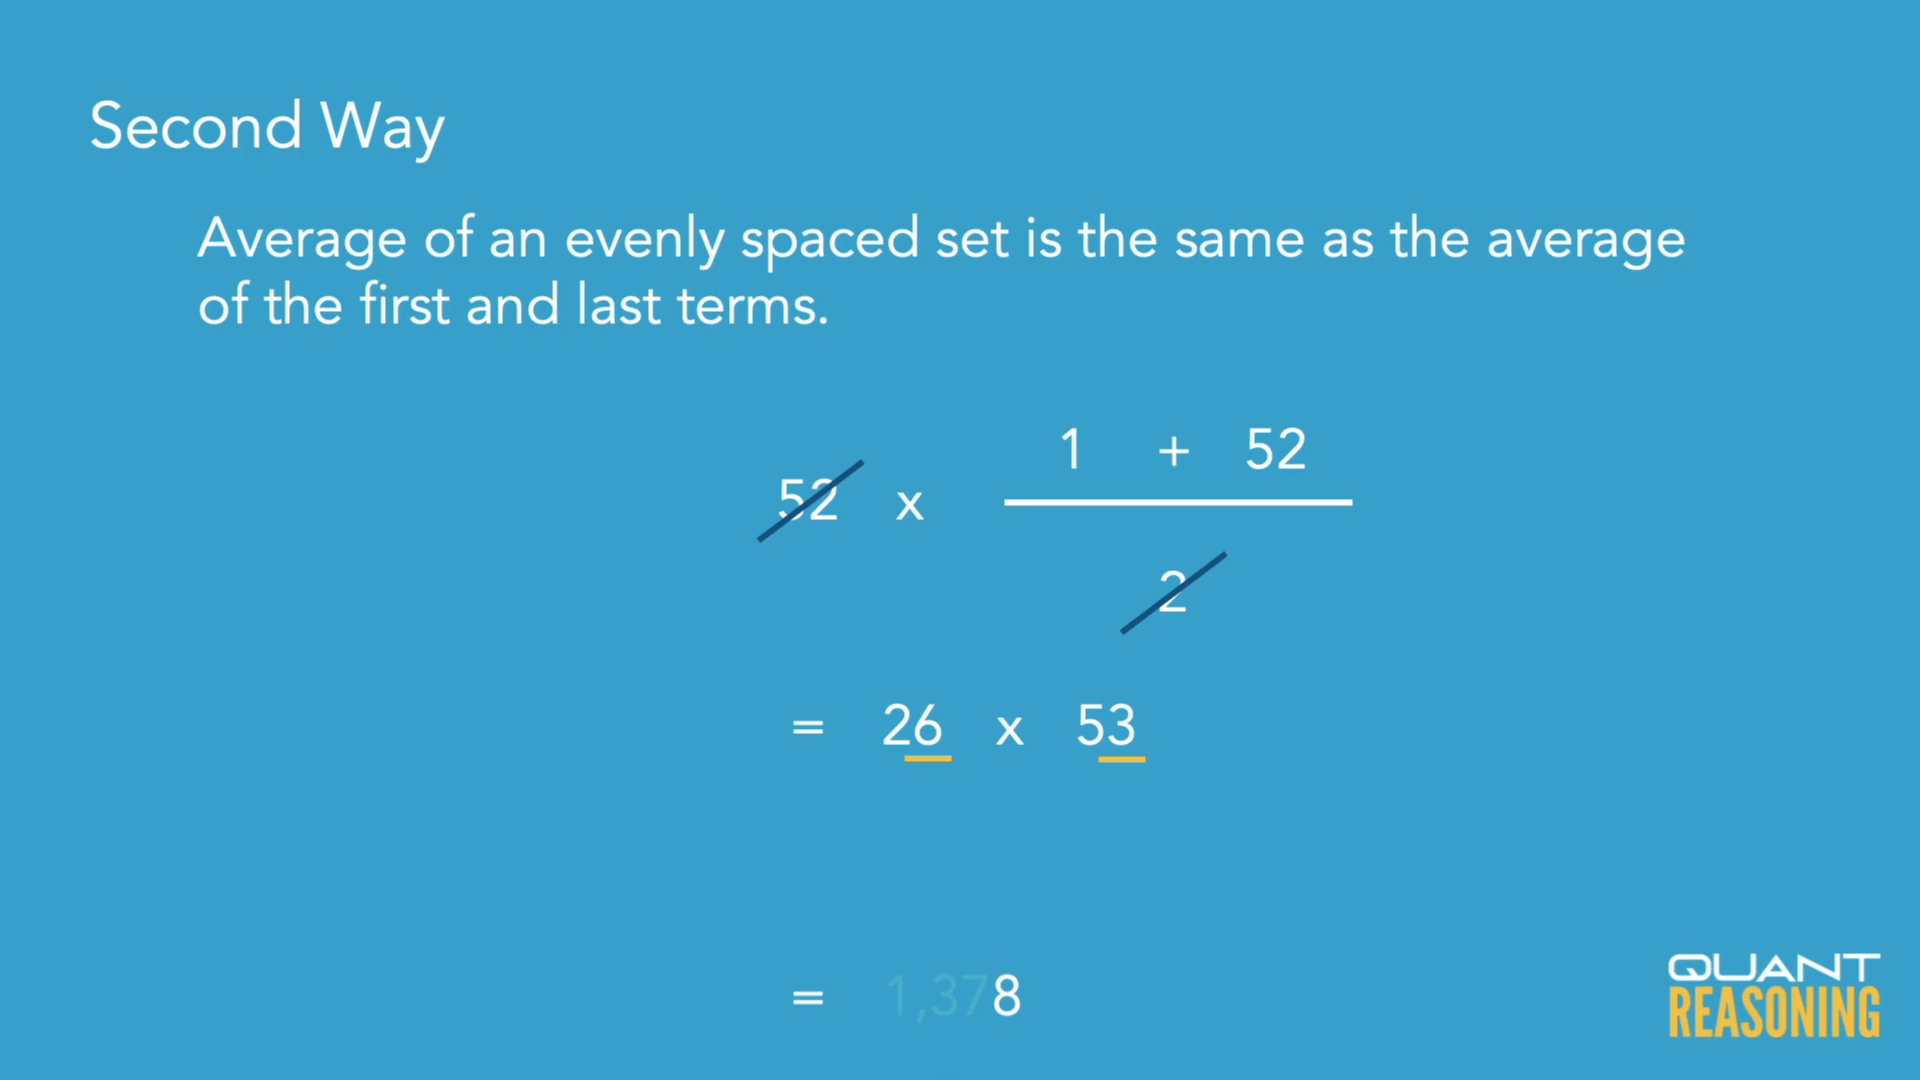 Second Way
Average of an evenly spaced set is the same as the average
of the first and last terms.
1 + 52
52 x
2
= 26 x 53
= 1,378
QUANT
REASONING